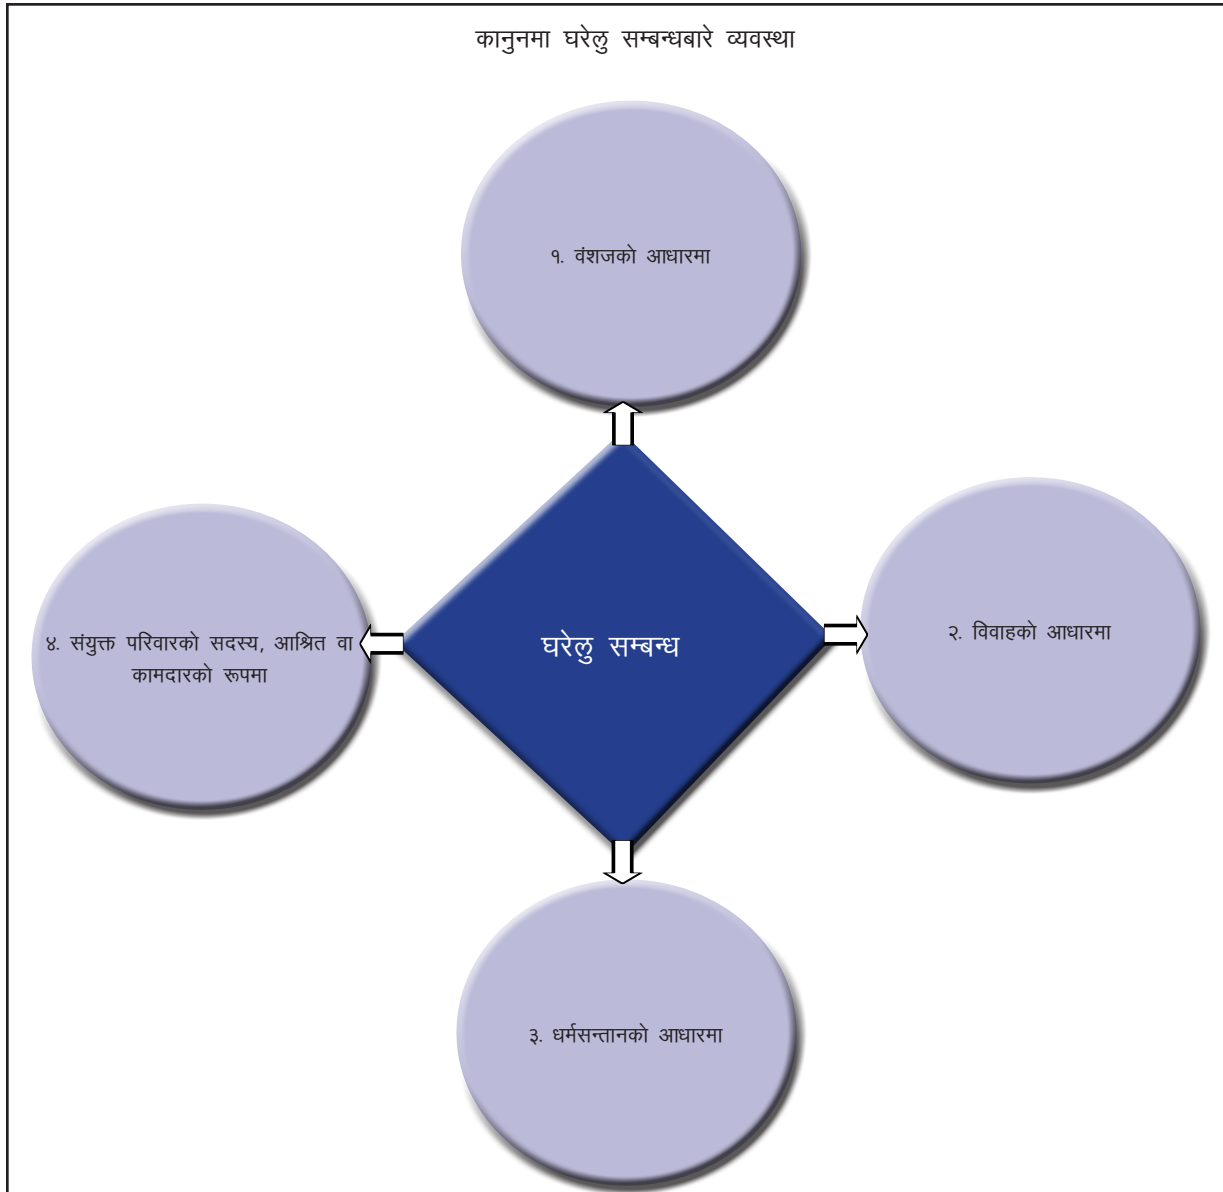 कानुनमा घरेलु सम्बन्धबारे व्यवस्था
१. वंशजको आधारमा
घरेलु सम्बन्ध
२. विवाहको आधारमा
३. धर्मसन्तानको आधारमा
४. संयुक्त परिवारको सदस्य, आश्रित वा
कामदारको रूपमा